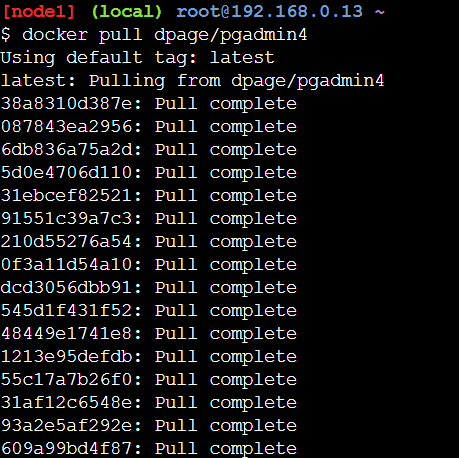 [node1] (local) root@192.168.0.13 ~
$ docker pull dpage/pgadmin4
Using default tag: latest
latest: Pulling from dpage/pgadmin4
38a8310d387e: Pull complete
087843ea2956: Pull complete
6db836a75a2d: Pull complete
5d0e4706d110: Pull complete
31ebcef82521: Pull complete
91551c39a7c3: Pull complete
210d55276a54: Pull complete
0f3a11d54a10: Pull complete
dcd3056dbb91: Pull complete
545d1f431f52: Pull complete
48449e1741e8: Pull complete
1213e95defdb: Pull complete
55c17a7b26f0: Pull complete
31af12c6548e: Pull complete
93a2e5af292e: Pull complete
609a99bd4f87: Pull complete